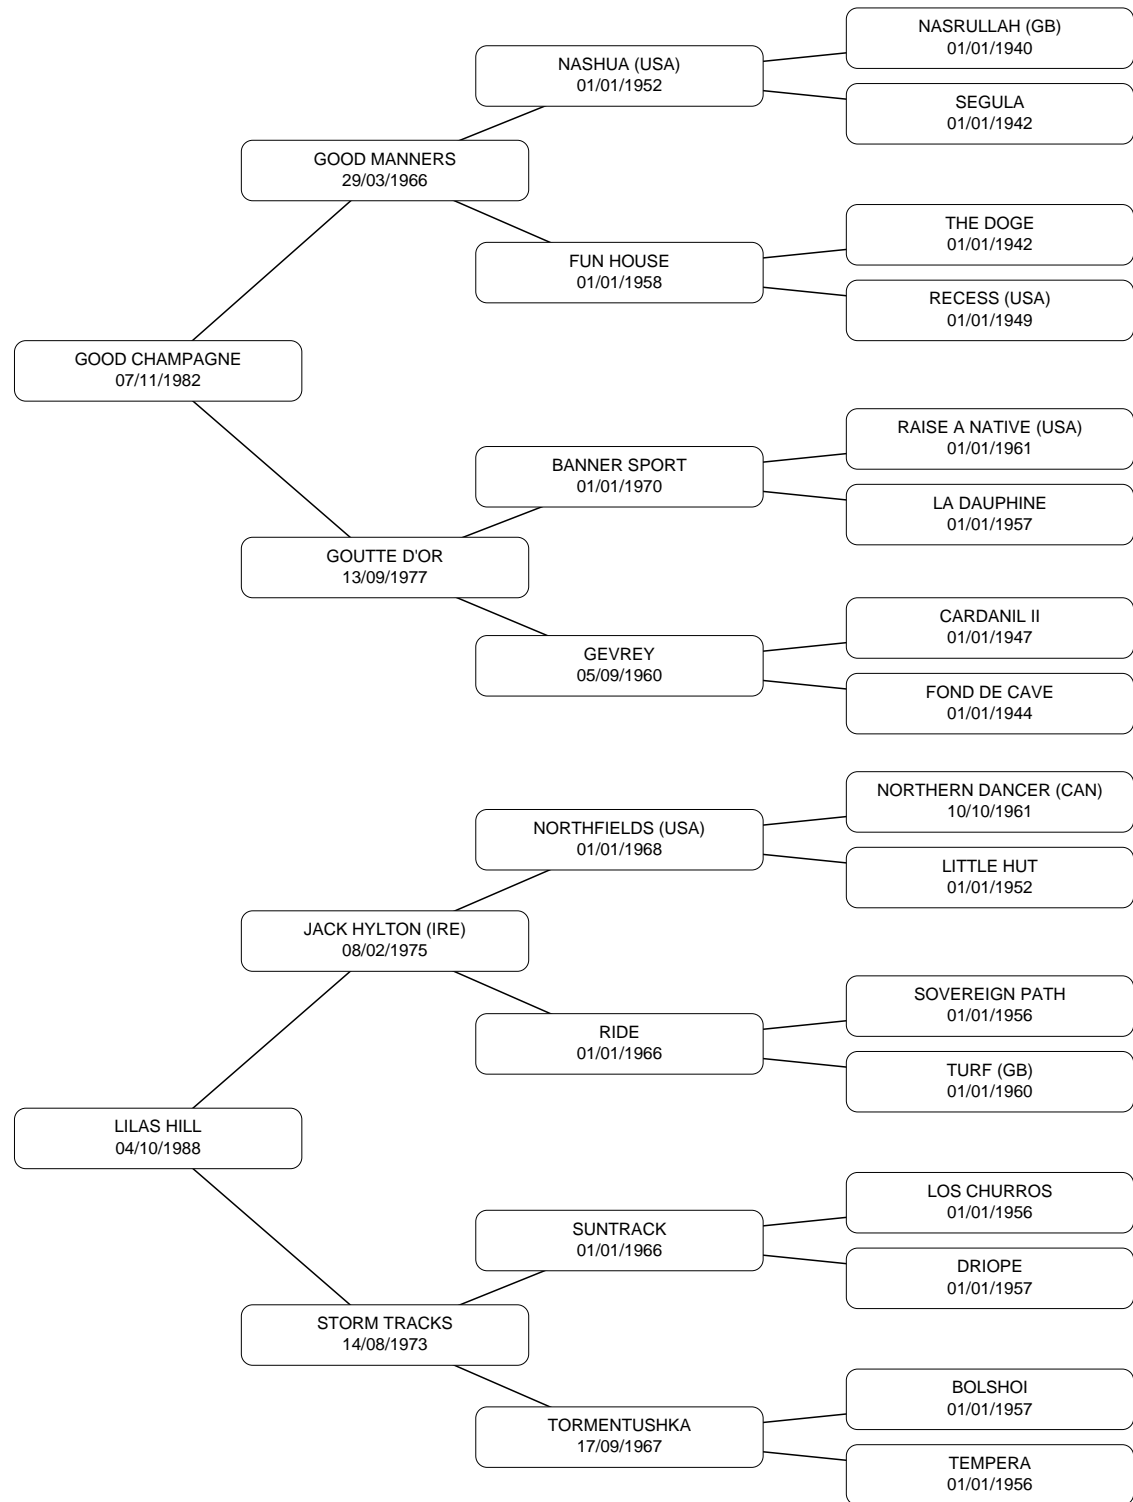 NASRULLAH (GB)
01/01/1940
NASHUA (USA)
01/01/1952
SEGULA
01/01/1942
GOOD MANNERS
29/03/1966
THE DOGE
01/01/1942
FUN HOUSE
01/01/1958
RECESS (USA)
01/01/1949
GOOD CHAMPAGNE
07/11/1982
RAISE A NATIVE (USA)
01/01/1961
BANNER SPORT
01/01/1970
LA DAUPHINE
01/01/1957
GOUTTE D'OR
13/09/1977
CARDANIL II
01/01/1947
GEVREY
05/09/1960
FOND DE CAVE
01/01/1944
NORTHERN DANCER (CAN)
10/10/1961
NORTHFIELDS (USA)
01/01/1968
LITTLE HUT
01/01/1952
JACK HYLTON (IRE)
08/02/1975
SOVEREIGN PATH
01/01/1956
RIDE
01/01/1966
TURF (GB)
01/01/1960
LILAS HILL
04/10/1988
LOS CHURROS
01/01/1956
SUNTRACK
01/01/1966
DRIOPE
01/01/1957
STORM TRACKS
14/08/1973
BOLSHOI
01/01/1957
TORMENTUSHKA
17/09/1967
TEMPERA
01/01/1956